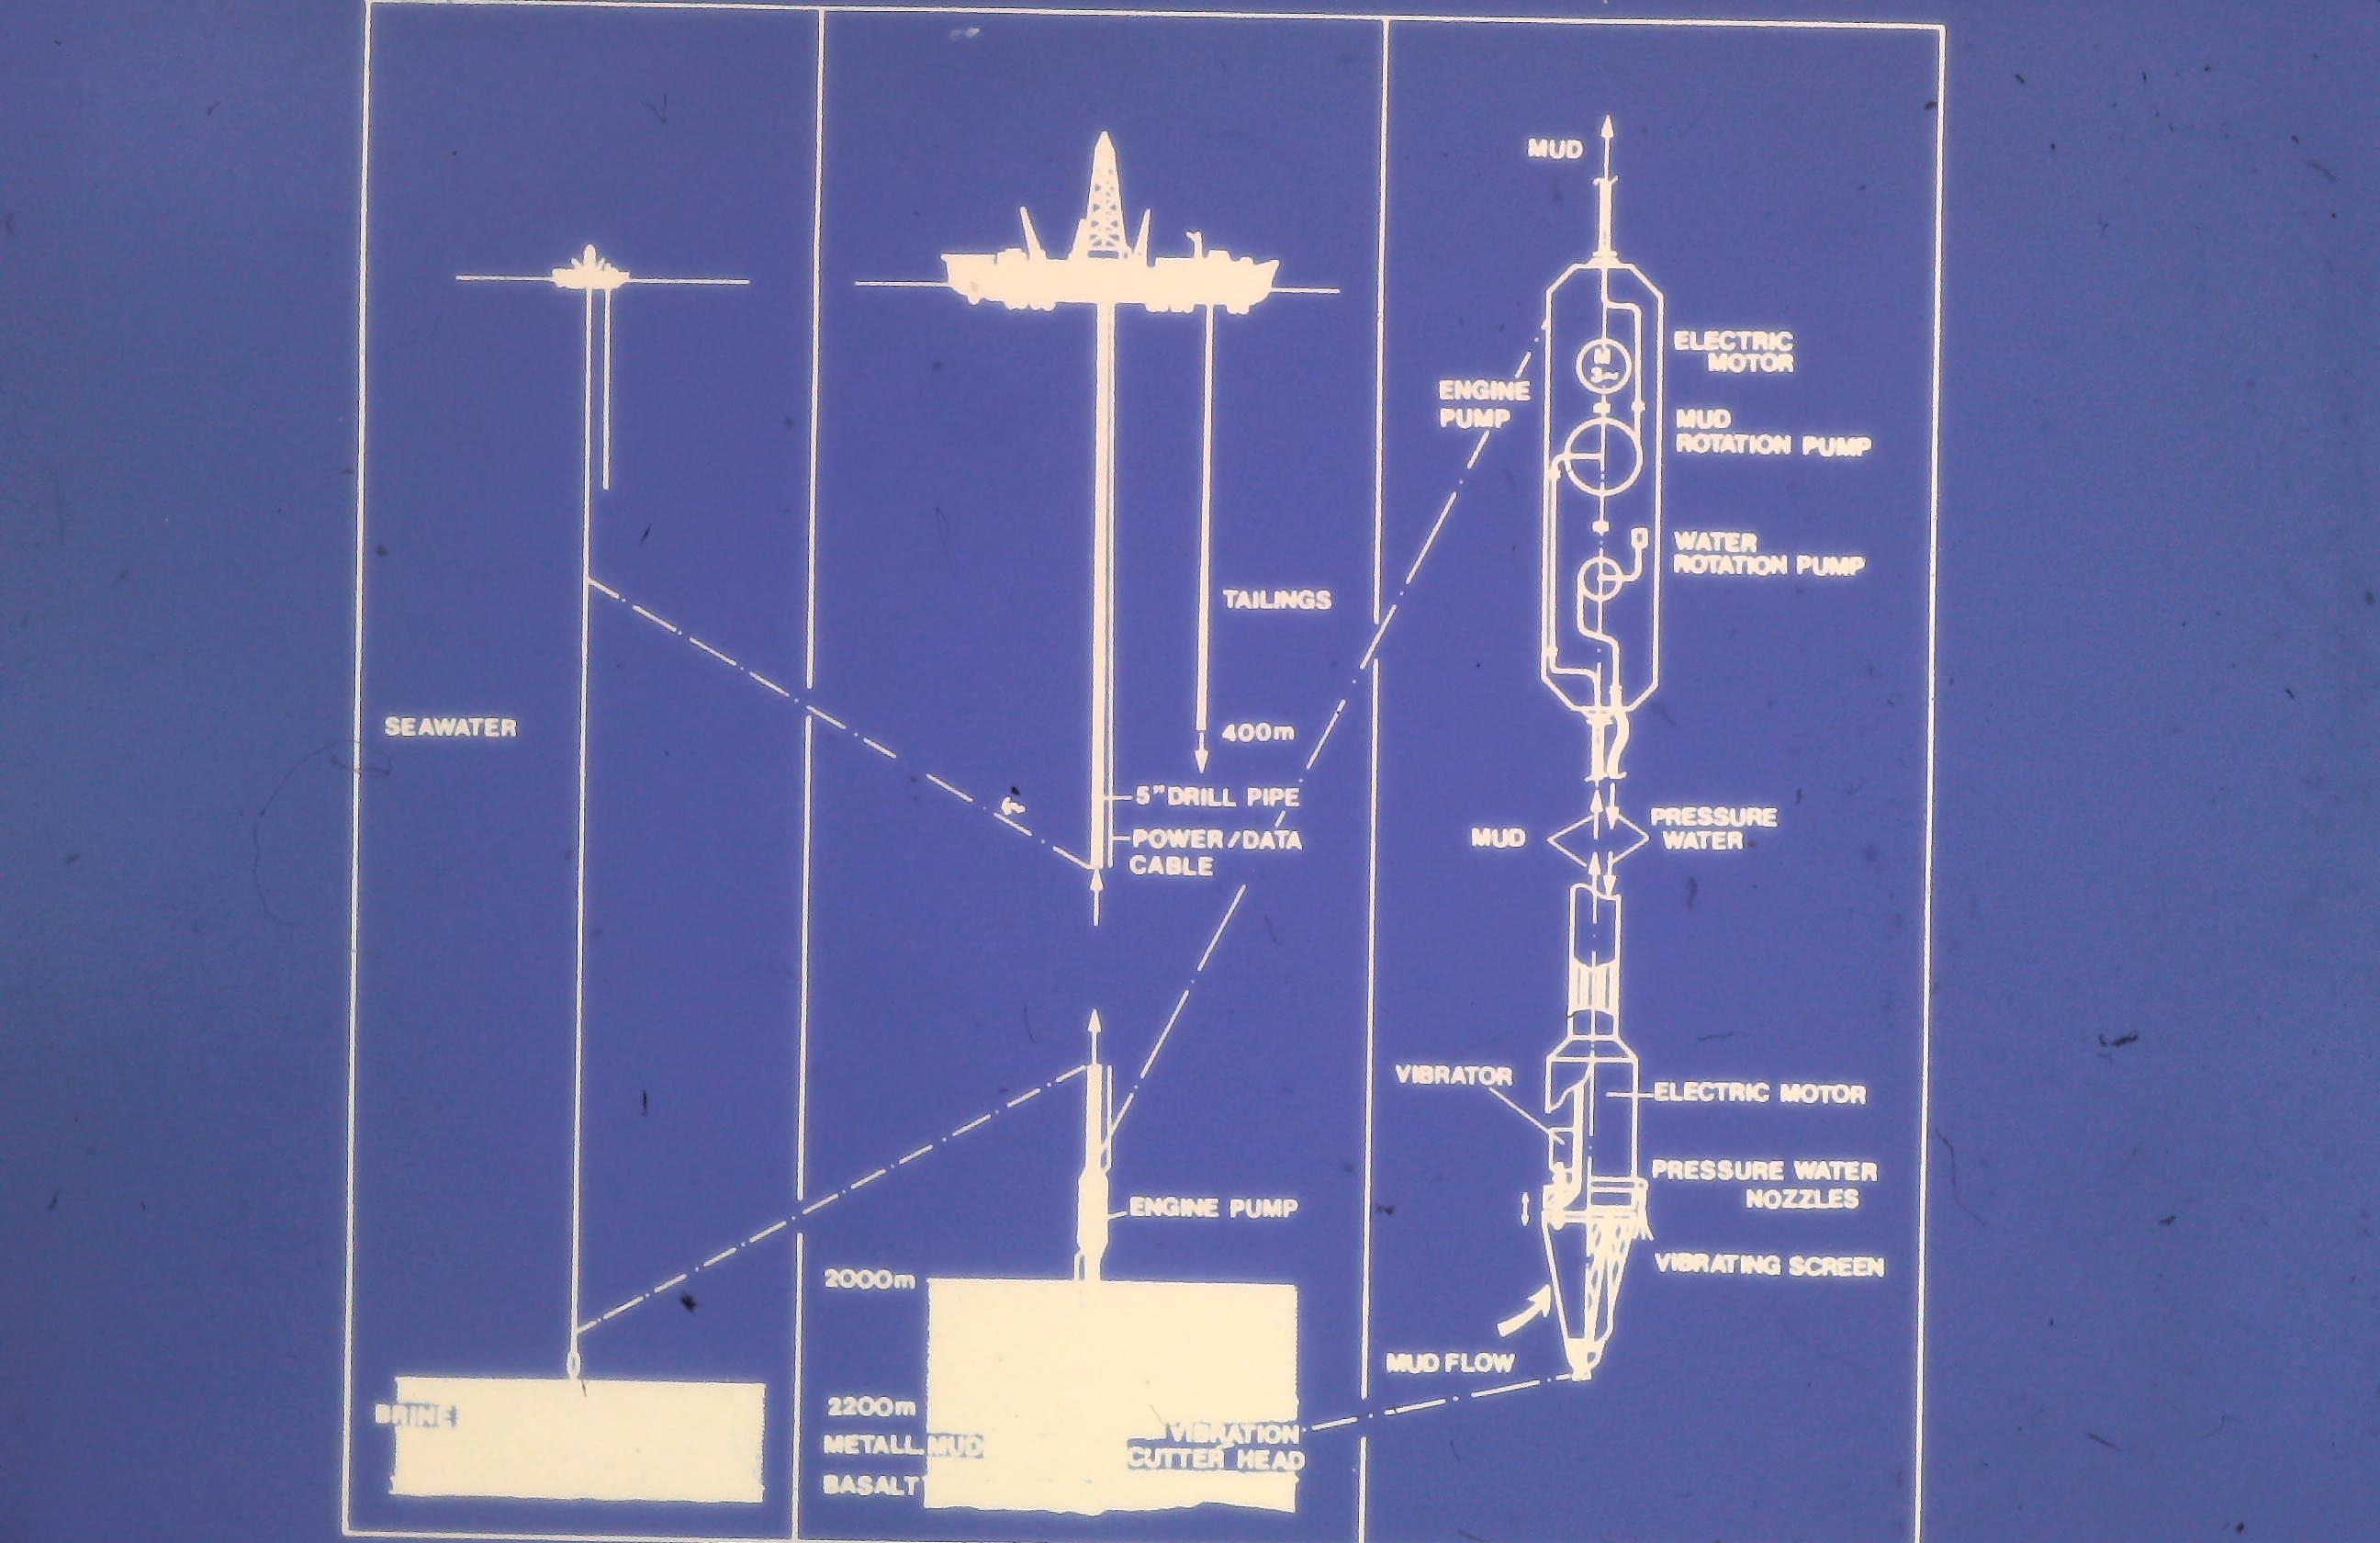 SEAWATER
BRINE
TAILINGS
400m
5" DRILL PIPE
POWER/DATA
CABLE
ENGINE PUMP
2000m
2200m
METALL. MUD
BASALT
VIBRATION
CUTTER HEAD
MUD
ELECTRIC
MOTOR
M
3~
ENGINE
PUMP
MUD
ROTATION PUMP
WATER
ROTATION PUMP
MUD
PRESSURE
WATER
VIBRATOR
ELECTRIC MOTOR
PRESSURE WATER
NOZZLES
VIBRATING SCREEN
MUD FLOW